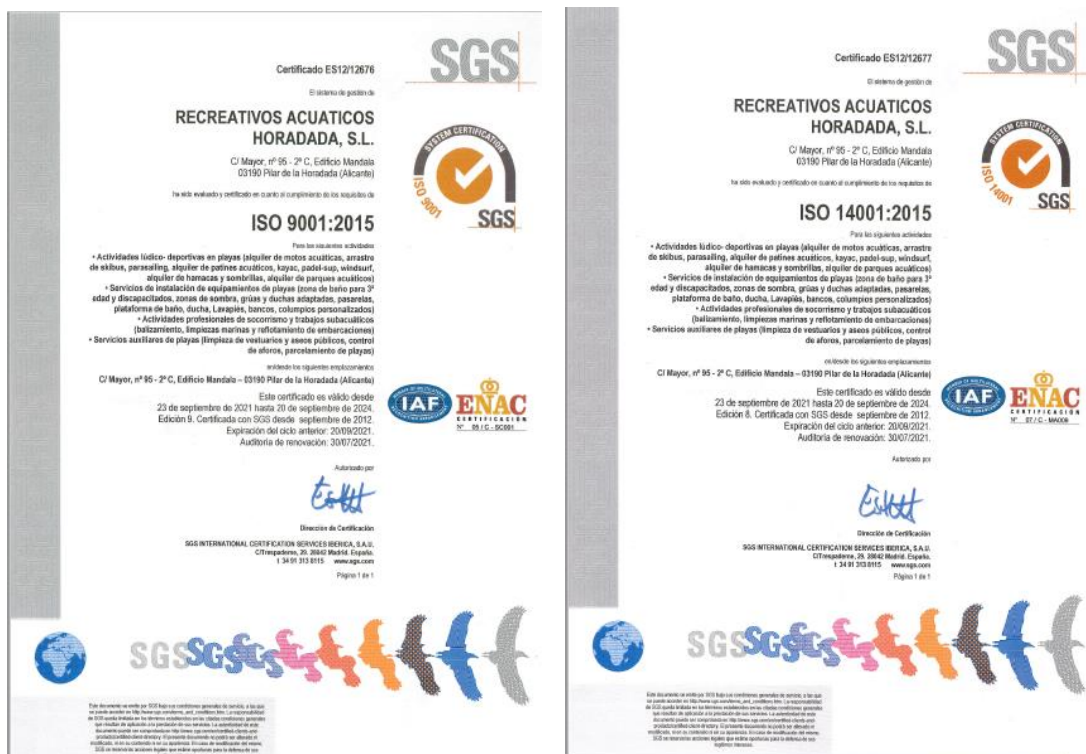 SGS
Certificado ES12/12676
El sistema de gestión de
RECREATIVOS ACUATICOS
HORADADA, S.L.
C/ Mayor, nº 95 - 2º C, Edificio Mandala
03190 Pilar de la Horadada (Alicante)
ha sido evaluado y certificado en cuanto al cumplimiento de los requisitos de
ISO 9001:2015
Para las siguientes actividades
• Actividades lúdico- deportivas en playas (alquiler de motos acuáticas, arrastre
de skibus, parasailing, alquiler de patines acuáticos, kayac, padel-sup, windsurf,
alquiler de hamacas y sombrillas, alquiler de parques acuáticos)
• Servicios de instalación de equipamientos de playas (zona de baño para 3ª
edad y discapacitados, zonas de sombra, grúas y duchas adaptadas, pasarelas,
plataforma de baño, ducha, Lavapiés, bancos, columpios personalizados)
• Actividades profesionales de socorrismo y trabajos subacuáticos
(balizamiento, limpiezas marinas y reflotamiento de embarcaciones)
• Servicios auxiliares de playas (limpieza de vestuarios y aseos públicos, control
de aforos, parcelamiento de playas)
en/desde los siguientes emplazamientos
C/ Mayor, nº 95 - 2º C, Edificio Mandala – 03190 Pilar de la Horadada (Alicante)
Este certificado es válido desde
23 de septiembre de 2021 hasta 20 de septiembre de 2024.
Edición 9. Certificada con SGS desde septiembre de 2012.
Expiración del ciclo anterior: 20/09/2021.
Auditoria de renovación: 30/07/2021.
Autorizado por
Dirección de Certificación
SGS INTERNATIONAL CERTIFICATION SERVICES IBERICA, S.A.U.
C/Trespaderne, 29. 28042 Madrid. España.
t 34 91 313 8115 www.sgs.com
Página 1 de 1
SYSTEM CERTIFICATION
ISO 9001
SGS
IAF
ENAC
CERTIFICACIÓN
Nº 05 / C - SC001
SGS
SGS
Certificado ES12/12677
El sistema de gestión de
RECREATIVOS ACUATICOS
HORADADA, S.L.
C/ Mayor, nº 95 - 2º C, Edificio Mandala
03190 Pilar de la Horadada (Alicante)
ha sido evaluado y certificado en cuanto al cumplimiento de los requisitos de
ISO 14001:2015
Para las siguientes actividades
• Actividades lúdico- deportivas en playas (alquiler de motos acuáticas, arrastre
de skibus, parasailing, alquiler de patines acuáticos, kayac, padel-sup, windsurf,
alquiler de hamacas y sombrillas, alquiler de parques acuáticos)
• Servicios de instalación de equipamientos de playas (zona de baño para 3ª
edad y discapacitados, zonas de sombra, grúas y duchas adaptadas, pasarelas,
plataforma de baño, ducha, Lavapiés, bancos, columpios personalizados)
• Actividades profesionales de socorrismo y trabajos subacuáticos
(balizamiento, limpiezas marinas y reflotamiento de embarcaciones)
• Servicios auxiliares de playas (limpieza de vestuarios y aseos públicos, control
de aforos, parcelamiento de playas)
en/desde los siguientes emplazamientos
C/ Mayor, nº 95 - 2º C, Edificio Mandala – 03190 Pilar de la Horadada (Alicante)
Este certificado es válido desde
23 de septiembre de 2021 hasta 20 de septiembre de 2024.
Edición 8. Certificada con SGS desde septiembre de 2012.
Expiración del ciclo anterior: 20/09/2021.
Auditoria de renovación: 30/07/2021.
Autorizado por
Dirección de Certificación
SGS INTERNATIONAL CERTIFICATION SERVICES IBERICA, S.A.U.
C/Trespaderne, 29. 28042 Madrid. España.
t 34 91 313 8115 www.sgs.com
Página 1 de 1
SYSTEM CERTIFICATION
ISO 14001
SGS
IAF
ENAC
CERTIFICACIÓN
Nº 07 / C - MA009
SGS